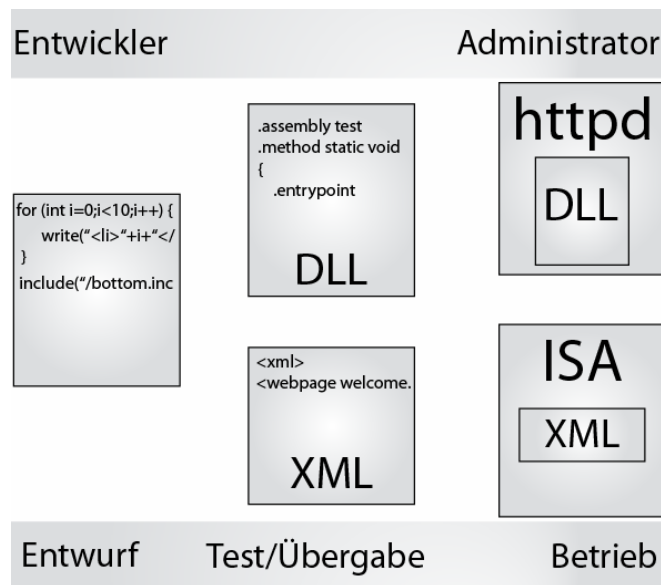 Entwickler
Administrator
for (int i=0;i<10;i++) {
write(“<li>“+i+“</
}
include(“/bottom.inc
.assembly test
.method static void
{
.entrypoint
DLL
<xml>
<webpage welcome.
XML
httpd
DLL
ISA
XML
Entwurf
Test/Übergabe
Betrieb